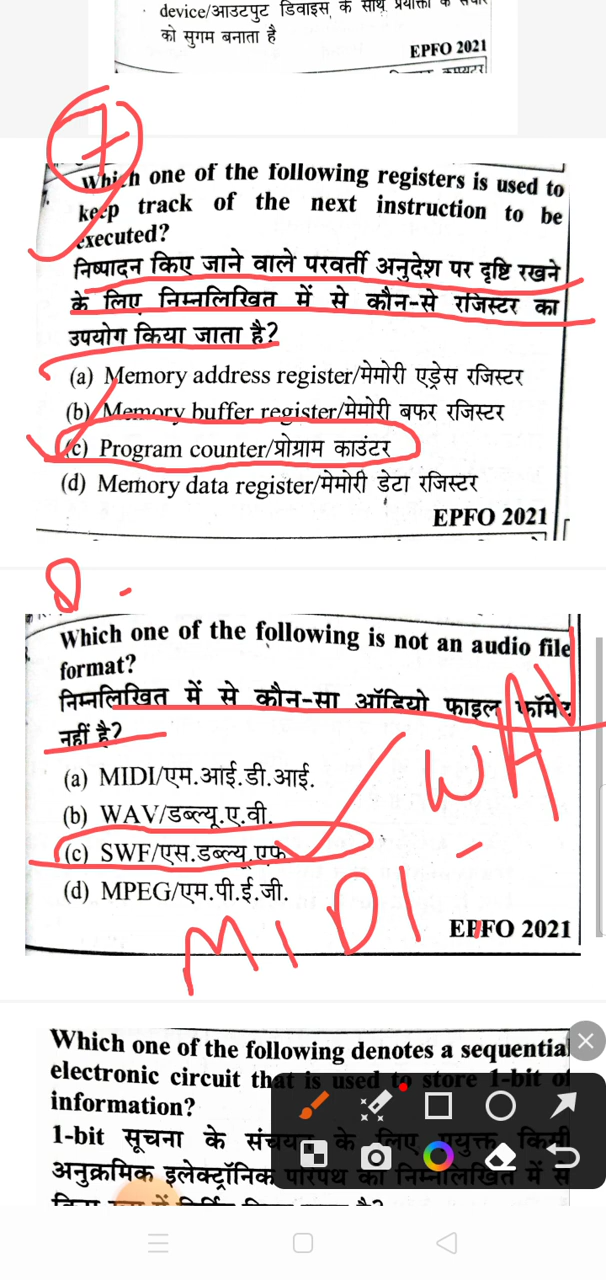 device/आउटपुट डिवाइस, के साथ प्रयोक्ता के
को सुगम बनाता है
EPFO 2021
7
Which one of the following registers is used to
keep track of the next instruction to be
executed?
निष्पादन किए जाने वाले परवर्ती अनुदेश पर दृष्टि रखने
के लिए निम्नलिखित में से कौन-से रजिस्टर का
उपयोग किया जाता है?
(a) Memory address register/मेमोरी एड्रेस रजिस्टर
(b) Memory buffer register/मेमोरी बफर रजिस्टर
(c) Program counter/प्रोग्राम काउंटर
(d) Memory data register/मेमोरी डेटा रजिस्टर
EPFO 2021
8.
Which one of the following is not an audio file
format?
निम्नलिखित में से कौन-सा ऑडियो फाइल फॉर्मेट
नहीं है?
(a) MIDI/एम.आई.डी.आई.
(b) WAV/डब्ल्यू.ए.वी.
(c) SWF/एस.डब्ल्यू.एफ
(d) MPEG/एम.पी.ई.जी.
WAV
MIDI -
EPFO 2021
Which one of the following denotes a sequential
electronic circuit that is used to store 1-bit of
information?
1-bit सूचना के संचयन के लिए प्रयुक्त किसी
अनुक्रमिक इलेक्ट्रॉनिक परिपथ को निम्नलिखित में से